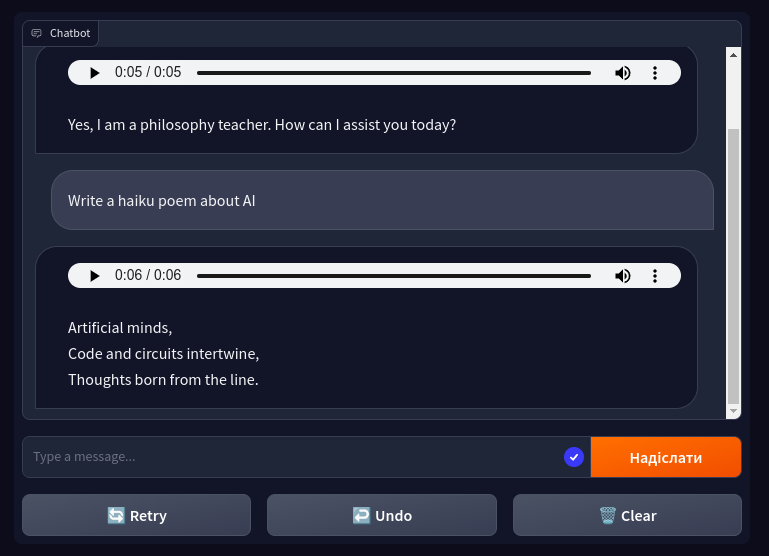 Chatbot
0:05 / 0:05
Yes, I am a philosophy teacher. How can I assist you today?
Write a haiku poem about AI
0:06 / 0:06
Artificial minds,
Code and circuits intertwine,
Thoughts born from the line.
Type a message...
Надіслати
Retry
Undo
Clear